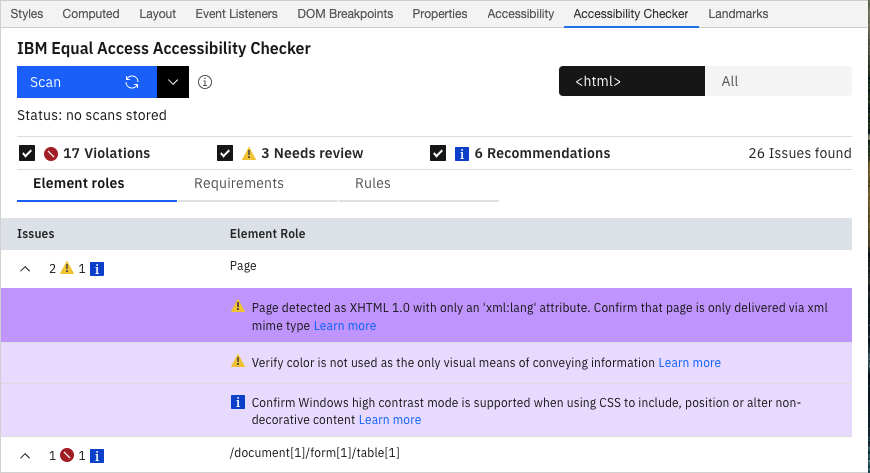 Styles Computed Layout Event Listeners DOM Breakpoints Properties Accessibility Accessibility Checker Landmarks
IBM Equal Access Accessibility Checker
Scan <html> All
Status: no scans stored
17 Violations 3 Needs review 6 Recommendations 26 Issues found
Element roles Requirements Rules
Issues Element Role
2 1 Page
Page detected as XHTML 1.0 with only an 'xml:lang' attribute. Confirm that page is only delivered via xml
mime type Learn more
Verify color is not used as the only visual means of conveying information Learn more
Confirm Windows high contrast mode is supported when using CSS to include, position or alter non-
decorative content Learn more
1 1 /document[1]/form[1]/table[1]